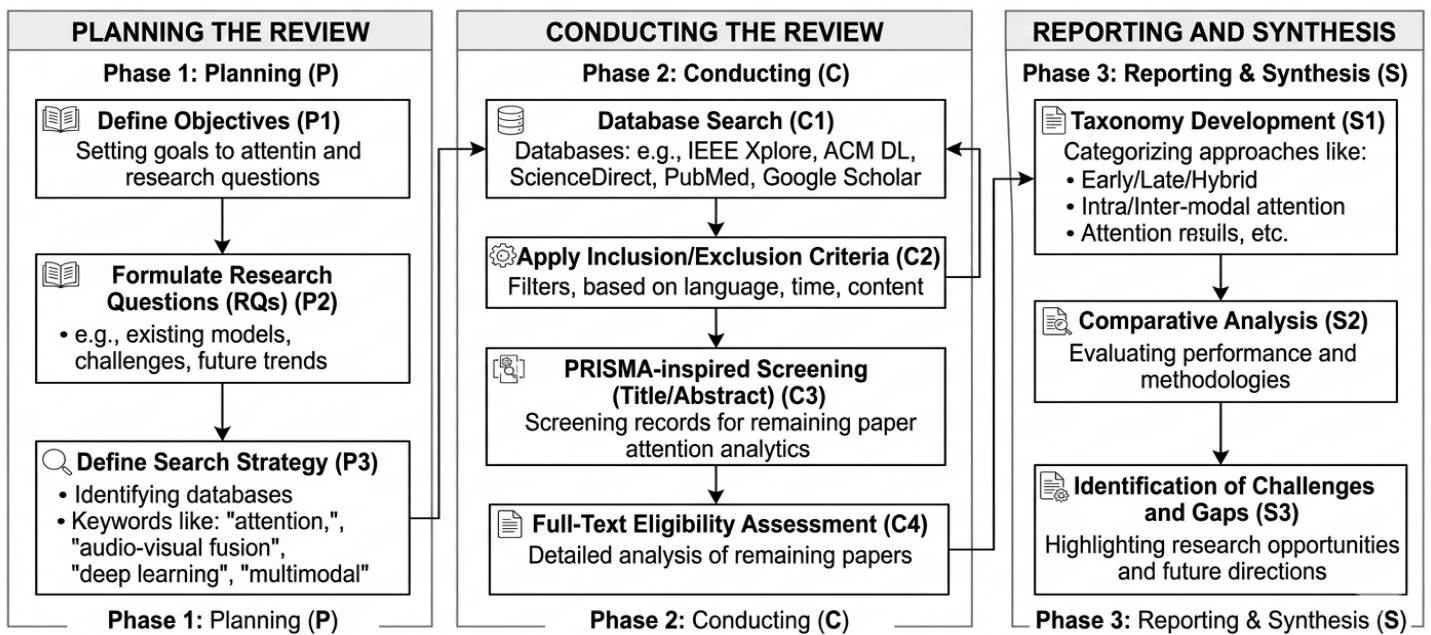 PLANNING THE REVIEW
Phase 1: Planning (P)
Define Objectives (P1)
Setting goals to attentin and
research questions
Formulate Research
Questions (RQs) (P2)
• e.g., existing models,
challenges, future trends
Define Search Strategy (P3)
• Identifying databases
• Keywords like: "attention,",
"audio-visual fusion",
"deep learning", "multimodal"
Phase 1: Planning (P)
CONDUCTING THE REVIEW
Phase 2: Conducting (C)
Database Search (C1)
Databases: e.g., IEEE Xplore, ACM DL,
ScienceDirect, PubMed, Google Scholar
Apply Inclusion/Exclusion Criteria (C2)
Filters, based on language, time, content
PRISMA-inspired Screening
(Title/Abstract) (C3)
Screening records for remaining paper
attention analytics
Full-Text Eligibility Assessment (C4)
Detailed analysis of remaining papers
Phase 2: Conducting (C)
REPORTING AND SYNTHESIS
Phase 3: Reporting & Synthesis (S)
Taxonomy Development (S1)
Categorizing approaches like:
• Early/Late/Hybrid
• Intra/Inter-modal attention
• Attention etc.
Comparative Analysis (S2)
Evaluating performance and
methodologies
Identification of Challenges
and Gaps (S3)
Highlighting research opportunities
and future directions
Phase 3: Reporting & Synthesis (S)